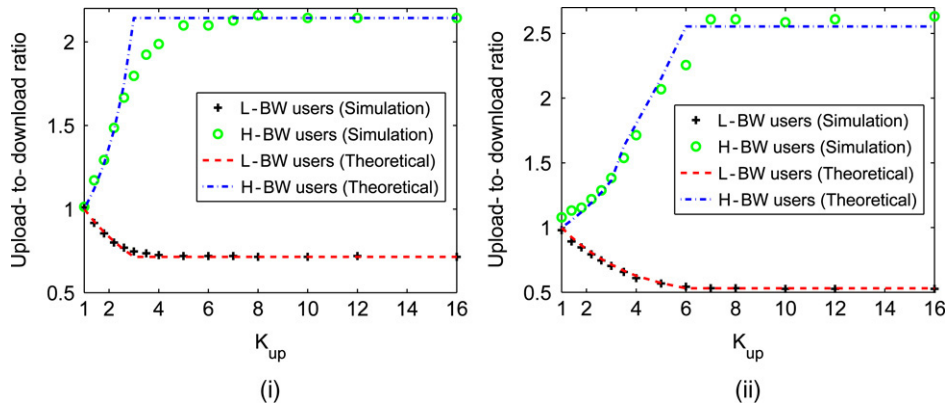 Upload- to- download ratio
2
1.5
1
0.5
L-BW users (Simulation)
H-BW users (Simulation)
L-BW users (Theoretical)
H-BW users (Theoretical)
1 2 4 6 8 10 12 14 16
Kup
(i)
Upload- to- download ratio
2.5
2
1.5
1
0.5
L-BW users (Simulation)
H-BW users (Simulation)
L-BW users (Theoretical)
H-BW users (Theoretical)
1 2 4 6 8 10 12 14 16
Kup
(ii)